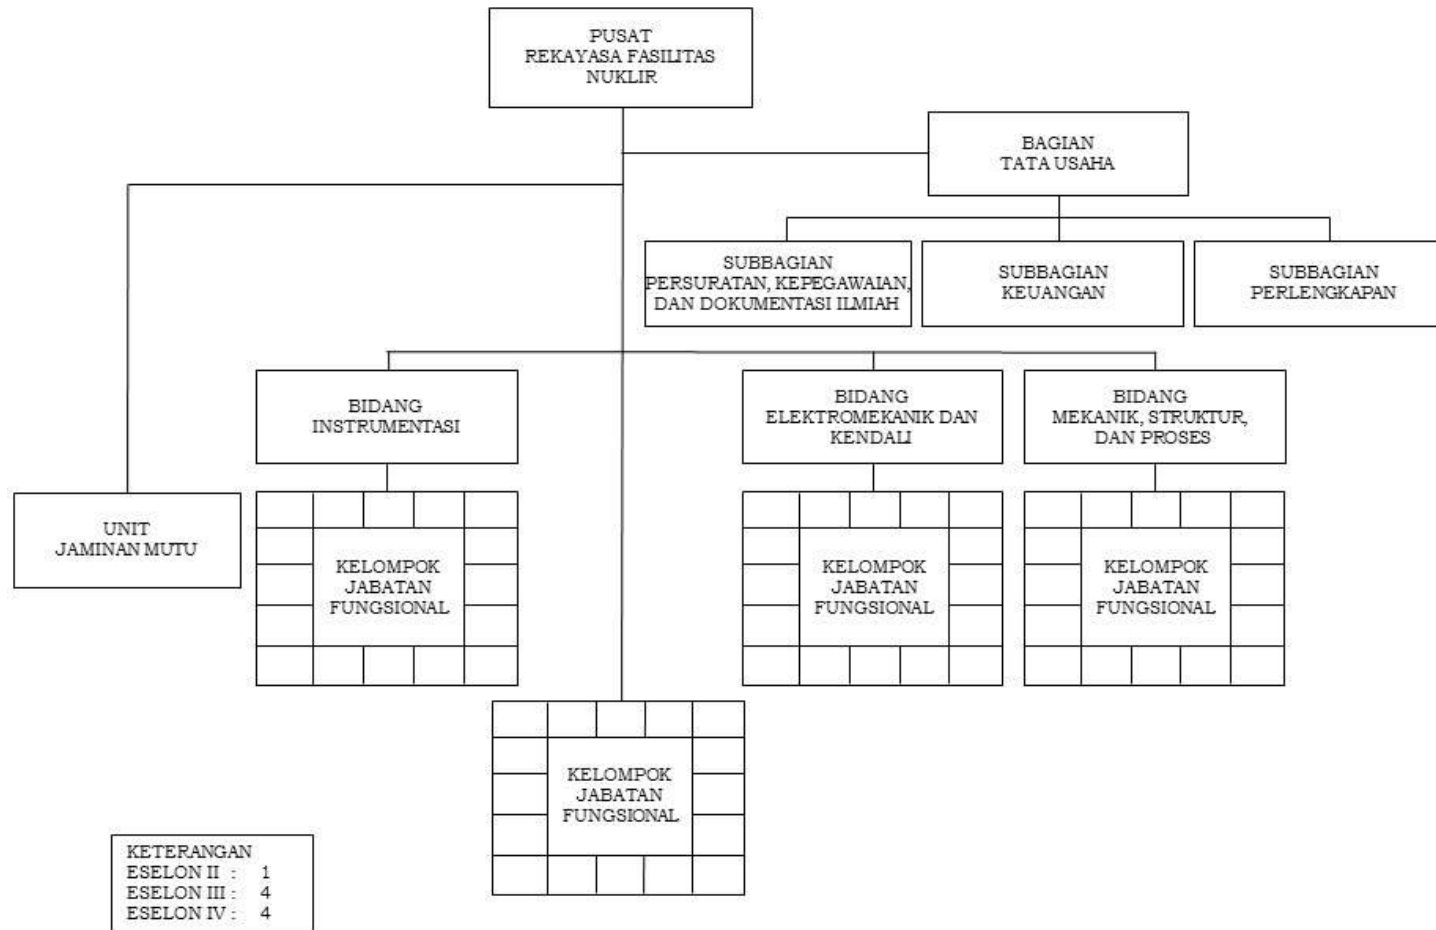 PUSAT
REKAYASA FASILITAS
NUKLIR
BAGIAN
TATA USAHA
SUBBAGIAN
PERSURATAN, KEPEGAWAIAN,
DAN DOKUMENTASI ILMIAH
SUBBAGIAN
KEUANGAN
SUBBAGIAN
PERLENGKAPAN
BIDANG
INSTRUMENTASI
BIDANG
ELEKTROMEKANIK DAN
KENDALI
BIDANG
MEKANIK, STRUKTUR,
DAN PROSES
UNIT
JAMINAN MUTU
KELOMPOK
JABATAN
FUNGSIONAL
KELOMPOK
JABATAN
FUNGSIONAL
KELOMPOK
JABATAN
FUNGSIONAL
KELOMPOK
JABATAN
FUNGSIONAL
KETERANGAN
ESELON II : 1
ESELON III : 4
ESELON IV : 4